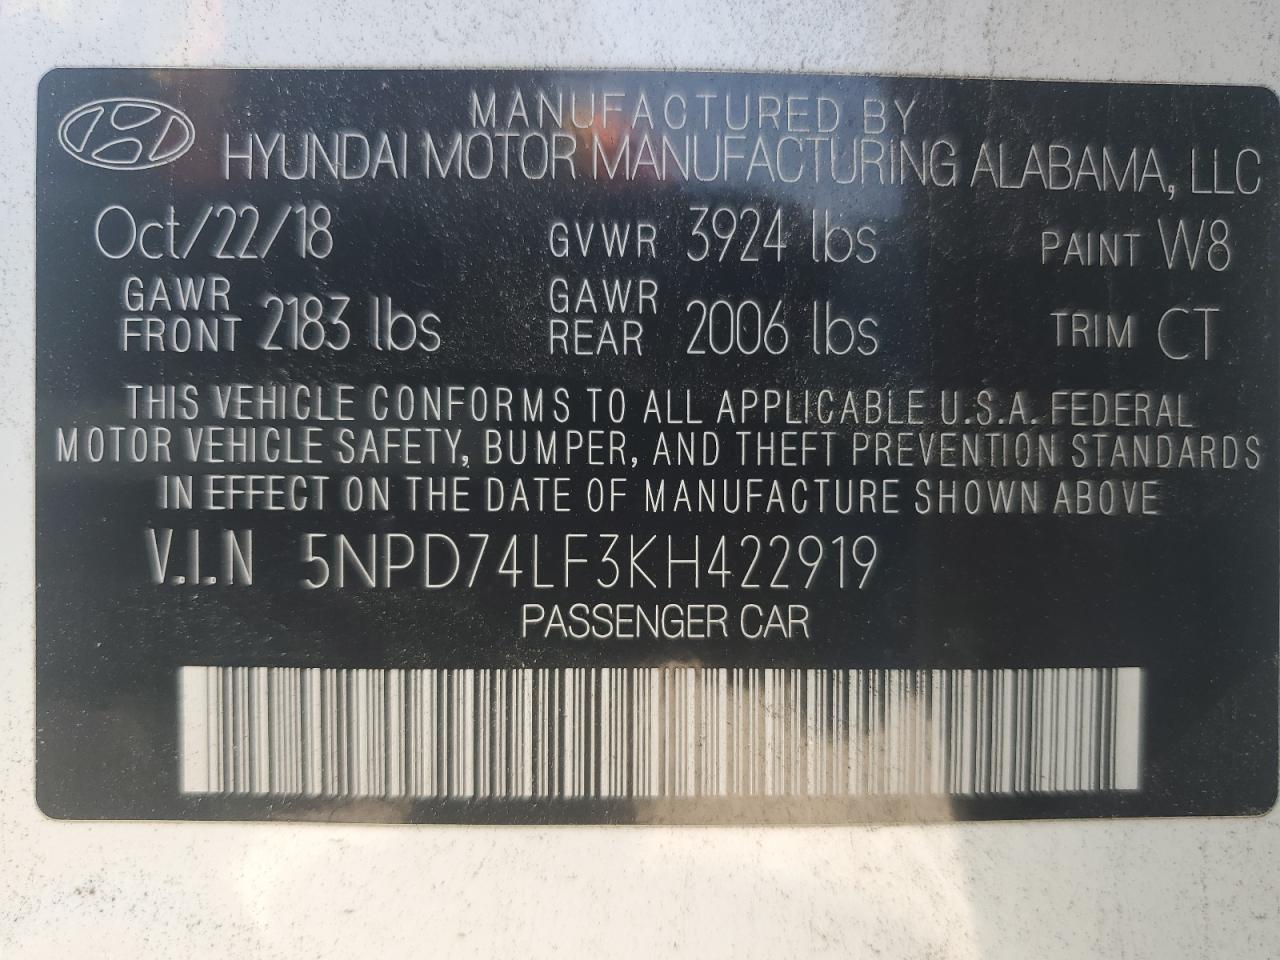 MANUFACTURED BY
HYUNDAI MOTOR MANUFACTURING ALABAMA, LLC
Oct/22/18 GVWR 3924 lbs PAINT W8
GAWR FRONT 2183 lbs GAWR REAR 2006 lbs TRIM CT
THIS VEHICLE CONFORMS TO ALL APPLICABLE U.S.A. FEDERAL
MOTOR VEHICLE SAFETY, BUMPER, AND THEFT PREVENTION STANDARDS
IN EFFECT ON THE DATE OF MANUFACTURE SHOWN ABOVE
V.I.N 5NPD74LF3KH422919
PASSENGER CAR